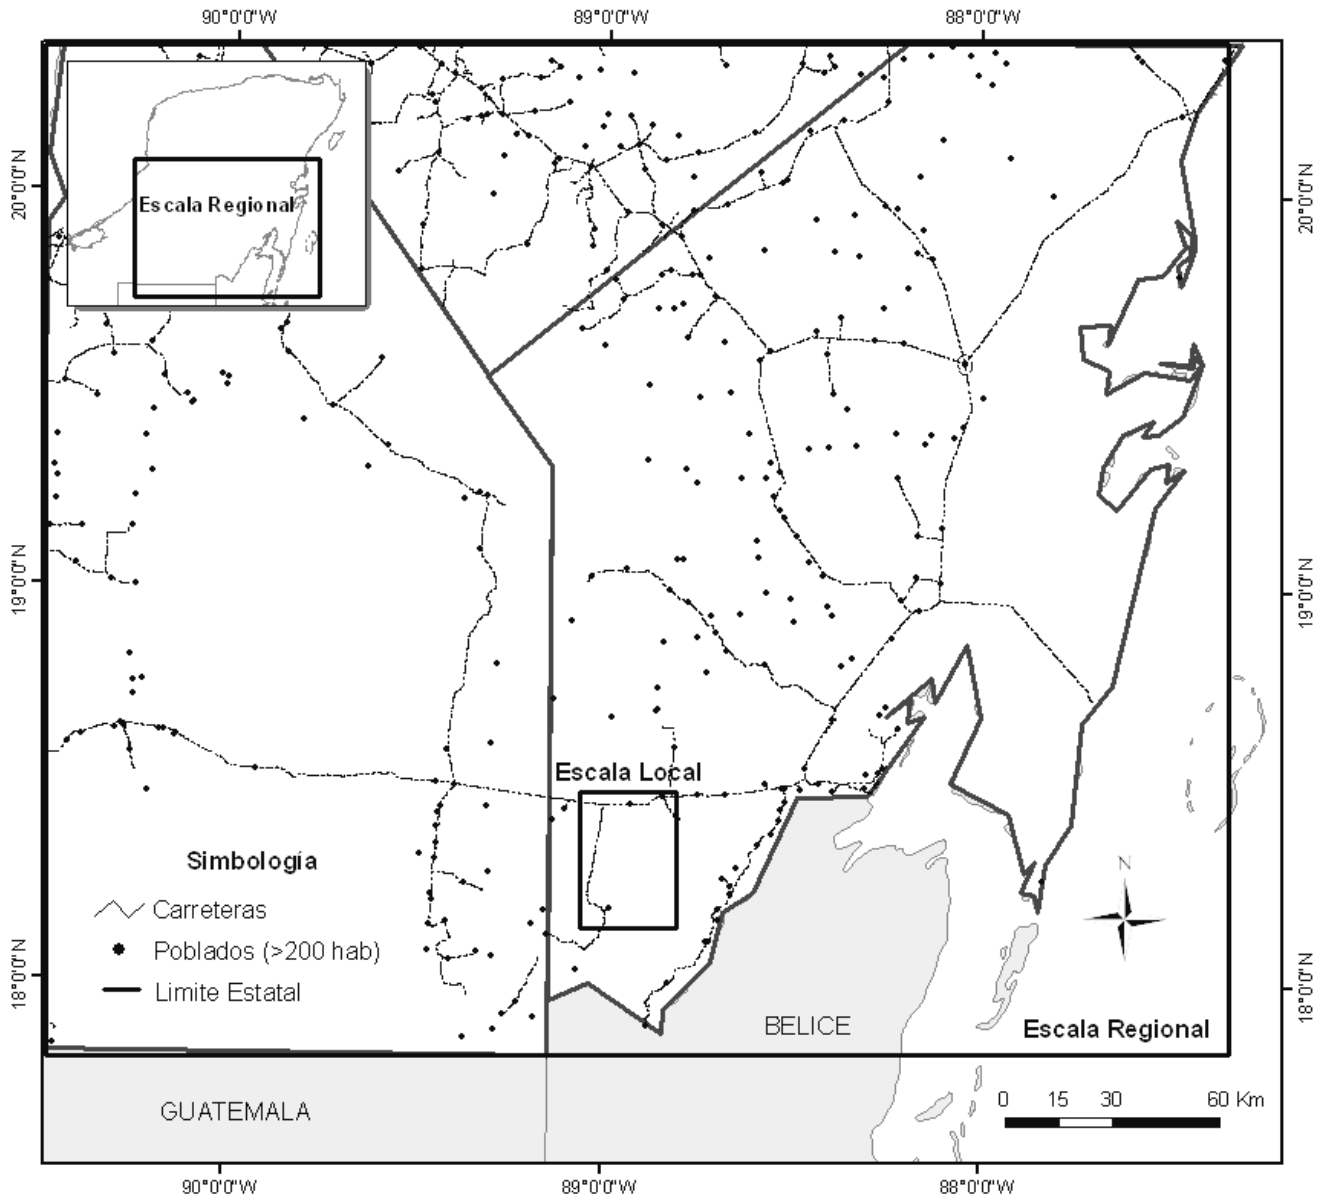 90°0'0"W
89°0'0"W
88°0'0"W
20°0'0"N
20°0'0"N
Escala Regional
19°0'0"N
19°0'0"N
Escala Local
Simbología
Carreteras
Poblados (>200 hab)
Limite Estatal
N
18°0'0"N
18°0'0"N
BELICE
Escala Regional
GUATEMALA
0 15 30 60 Km
90°0'0"W
89°0'0"W
88°0'0"W